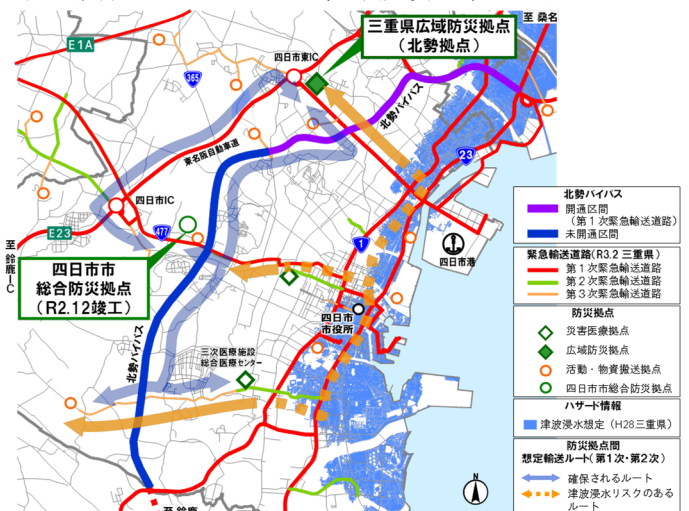 至 桑名
三重県広域防災拠点
（北勢拠点）
E1A
365
四日市東IC
北勢バイパス
東名阪自動車道
23
四日市IC
E23
477
至 鈴鹿IC
四日市市
総合防災拠点
（R2.12竣工）
1
四日市港
四日市
市役所
三次医療施設
総合医療センター
北勢バイパス
至 鈴鹿
N
北勢バイパス
開通区間
（第１次緊急輸送道路）
未開通区間
緊急輸送道路(R3.2 三重県)
第１次緊急輸送道路
第２次緊急輸送道路
第３次緊急輸送道路
防災拠点
災害医療拠点
広域防災拠点
活動・物資搬送拠点
四日市市総合防災拠点
ハザード情報
津波浸水想定（H28三重県）
防災拠点間
想定輸送ルート(第1次・第2次)
確保されるルート
津波浸水リスクのある
ルート